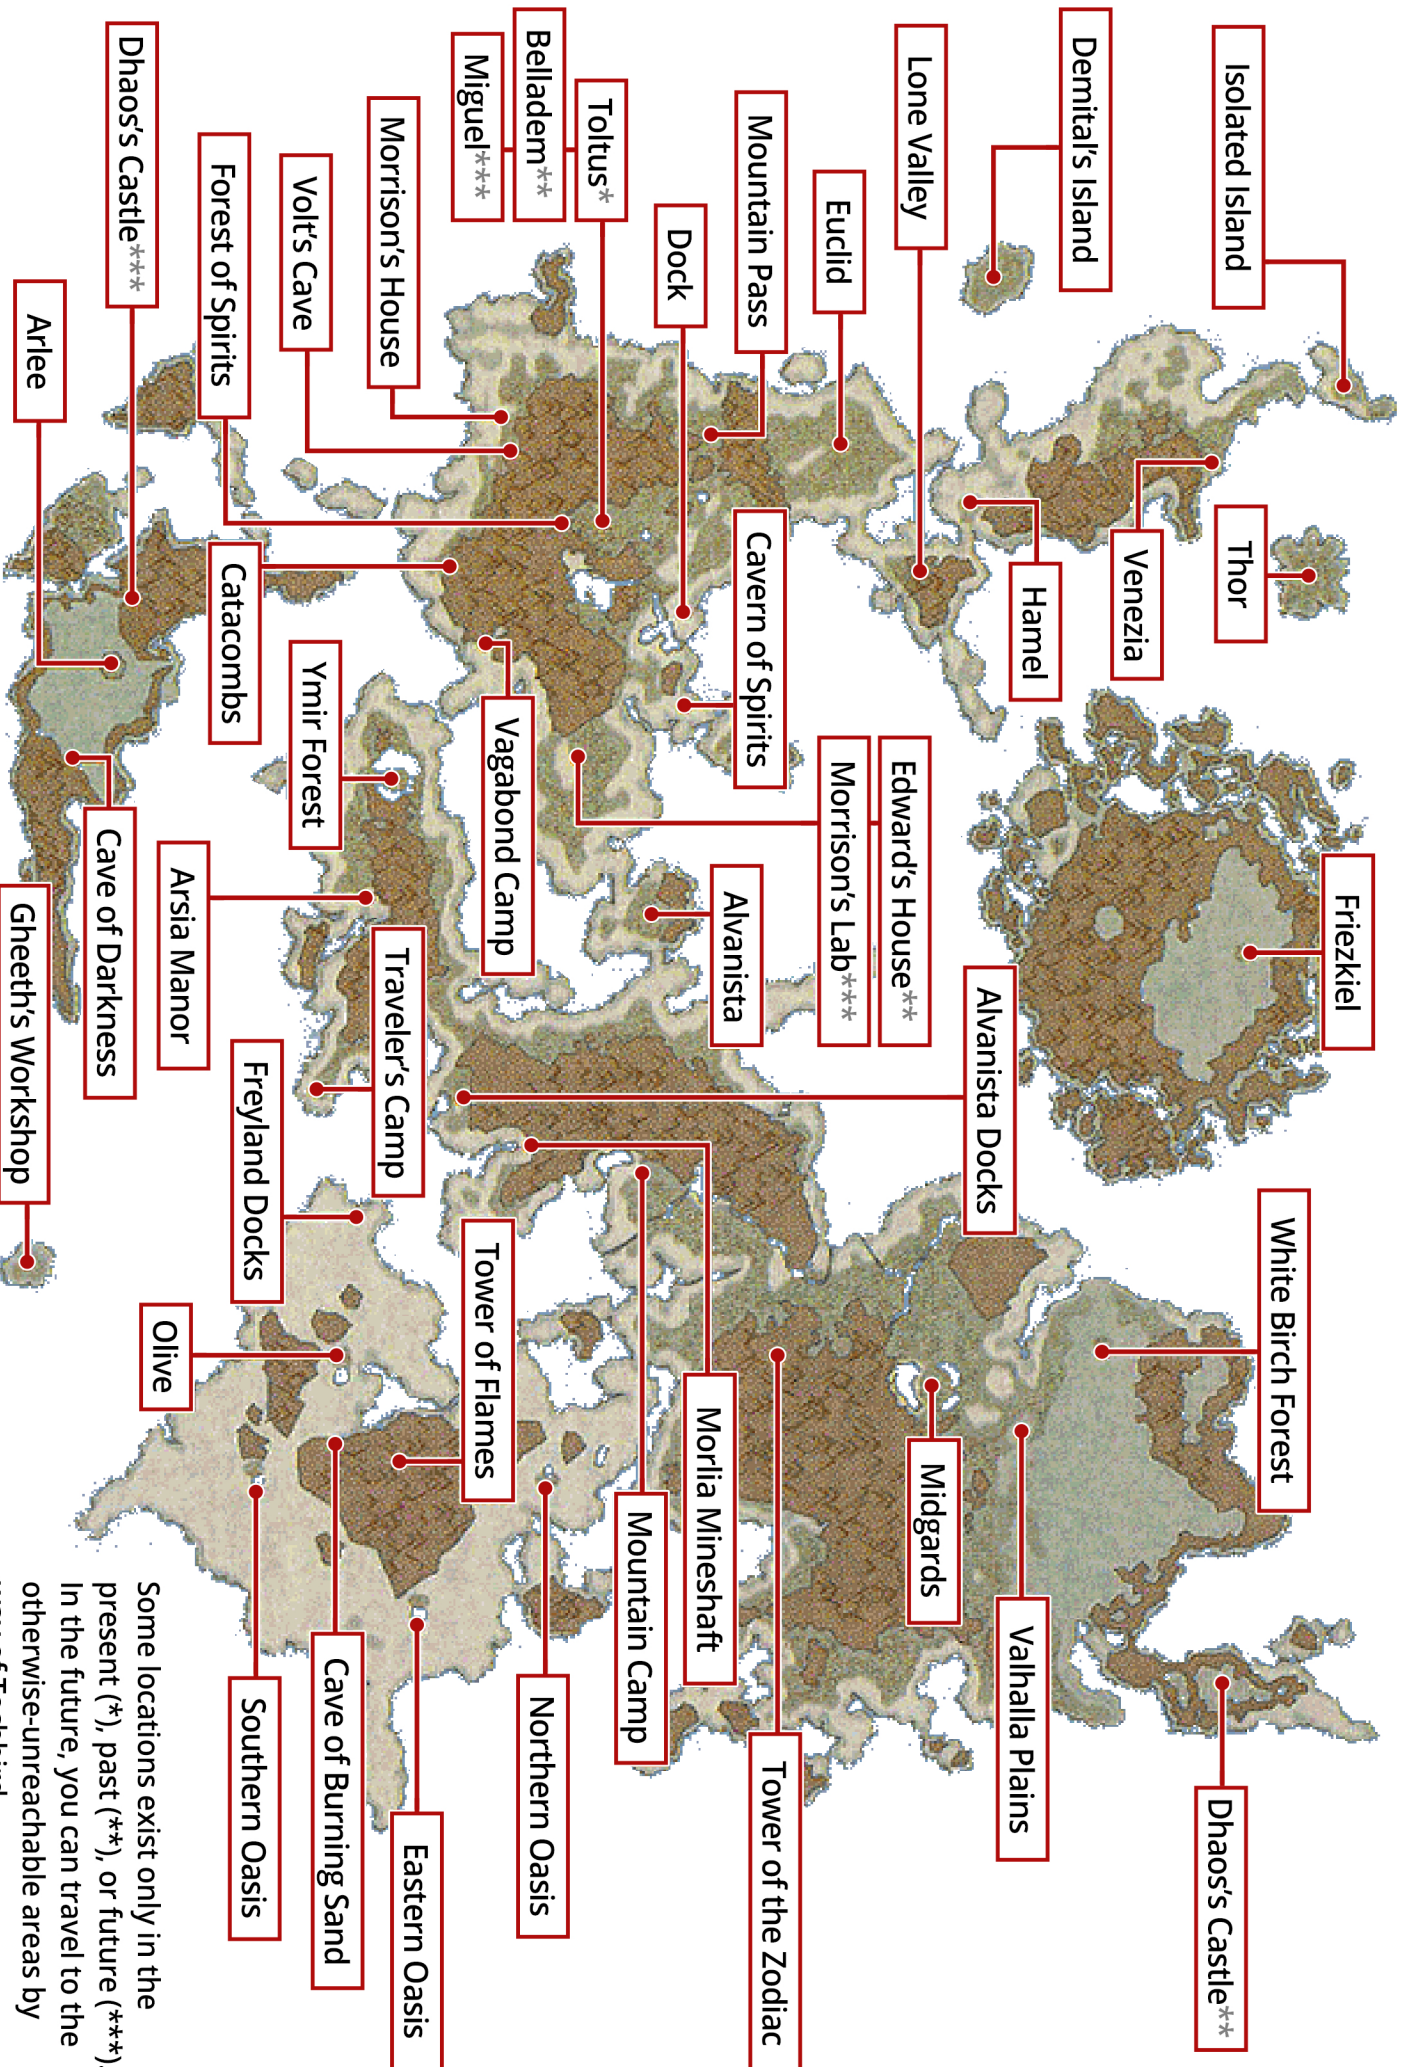 Isolated Island
Demital's Island
Lone Valley
Euclid
Mountain Pass
Dock
Toltus*
Belladem**
Miguel***
Morrison's House
Volt's Cave
Forest of Spirits
Dhaos's Castle***
Arlee
Thor
Venezia
Hamel
Cavern of Spirits
Catacombs
Vagabond Camp
Ymir Forest
Edward's House**
Morrison's Lab***
Alvanista
Friezkiel
Alvanista Docks
Traveler's Camp
Arsia Manor
Cave of Darkness
Gheeth's Workshop
Freyland Docks
Olive
Tower of Flames
White Birch Forest
Midgards
Morlia Mineshaft
Mountain Camp
Valhalla Plains
Tower of the Zodiac
Dhaos's Castle**
Northern Oasis
Eastern Oasis
Cave of Burning Sand
Southern Oasis
Some locations exist only in the
present (*), past (**), or future (***).
In the future, you can travel to the
otherwise-unreachable areas by